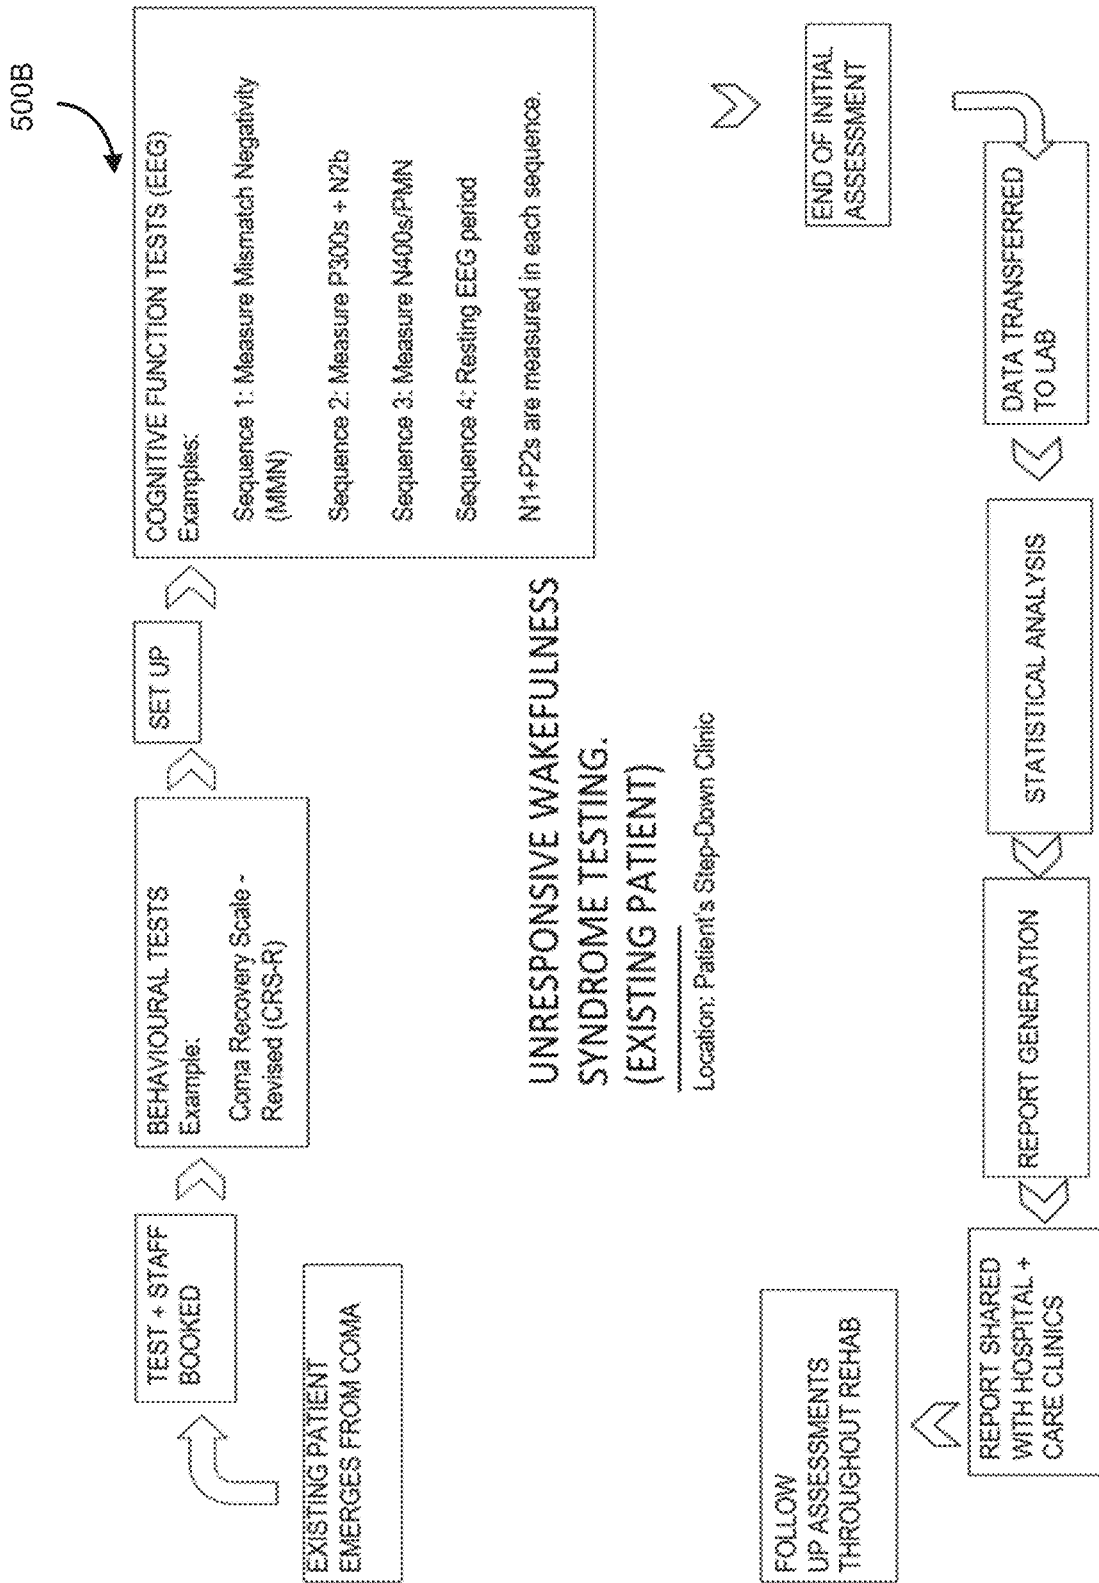 500B
EXISTING PATIENT
EMERGES FROM COMA
TEST + STAFF
BOOKED
BEHAVIOURAL TESTS
Example:
Coma Recovery Scale -
Revised (CRS-R)
SET UP
COGNITIVE FUNCTION TESTS (EEG)
Examples:
Sequence 1: Measure Mismatch Negativity
(MMN)
Sequence 2: Measure P300s + N2b
Sequence 3: Measure N400s/PMN
Sequence 4: Resting EEG period
N1+P2s are measured in each sequence.
UNRESPONSIVE WAKEFULNESS
SYNDROME TESTING.
(EXISTING PATIENT)
Location: Patient's Step-Down Clinic
END OF INITIAL
ASSESSMENT
DATA TRANSFERRED
TO LAB
STATISTICAL ANALYSIS
REPORT GENERATION
REPORT SHARED
WITH HOSPITAL +
CARE CLINICS
FOLLOW
UP ASSESSMENTS
THROUGHOUT REHAB